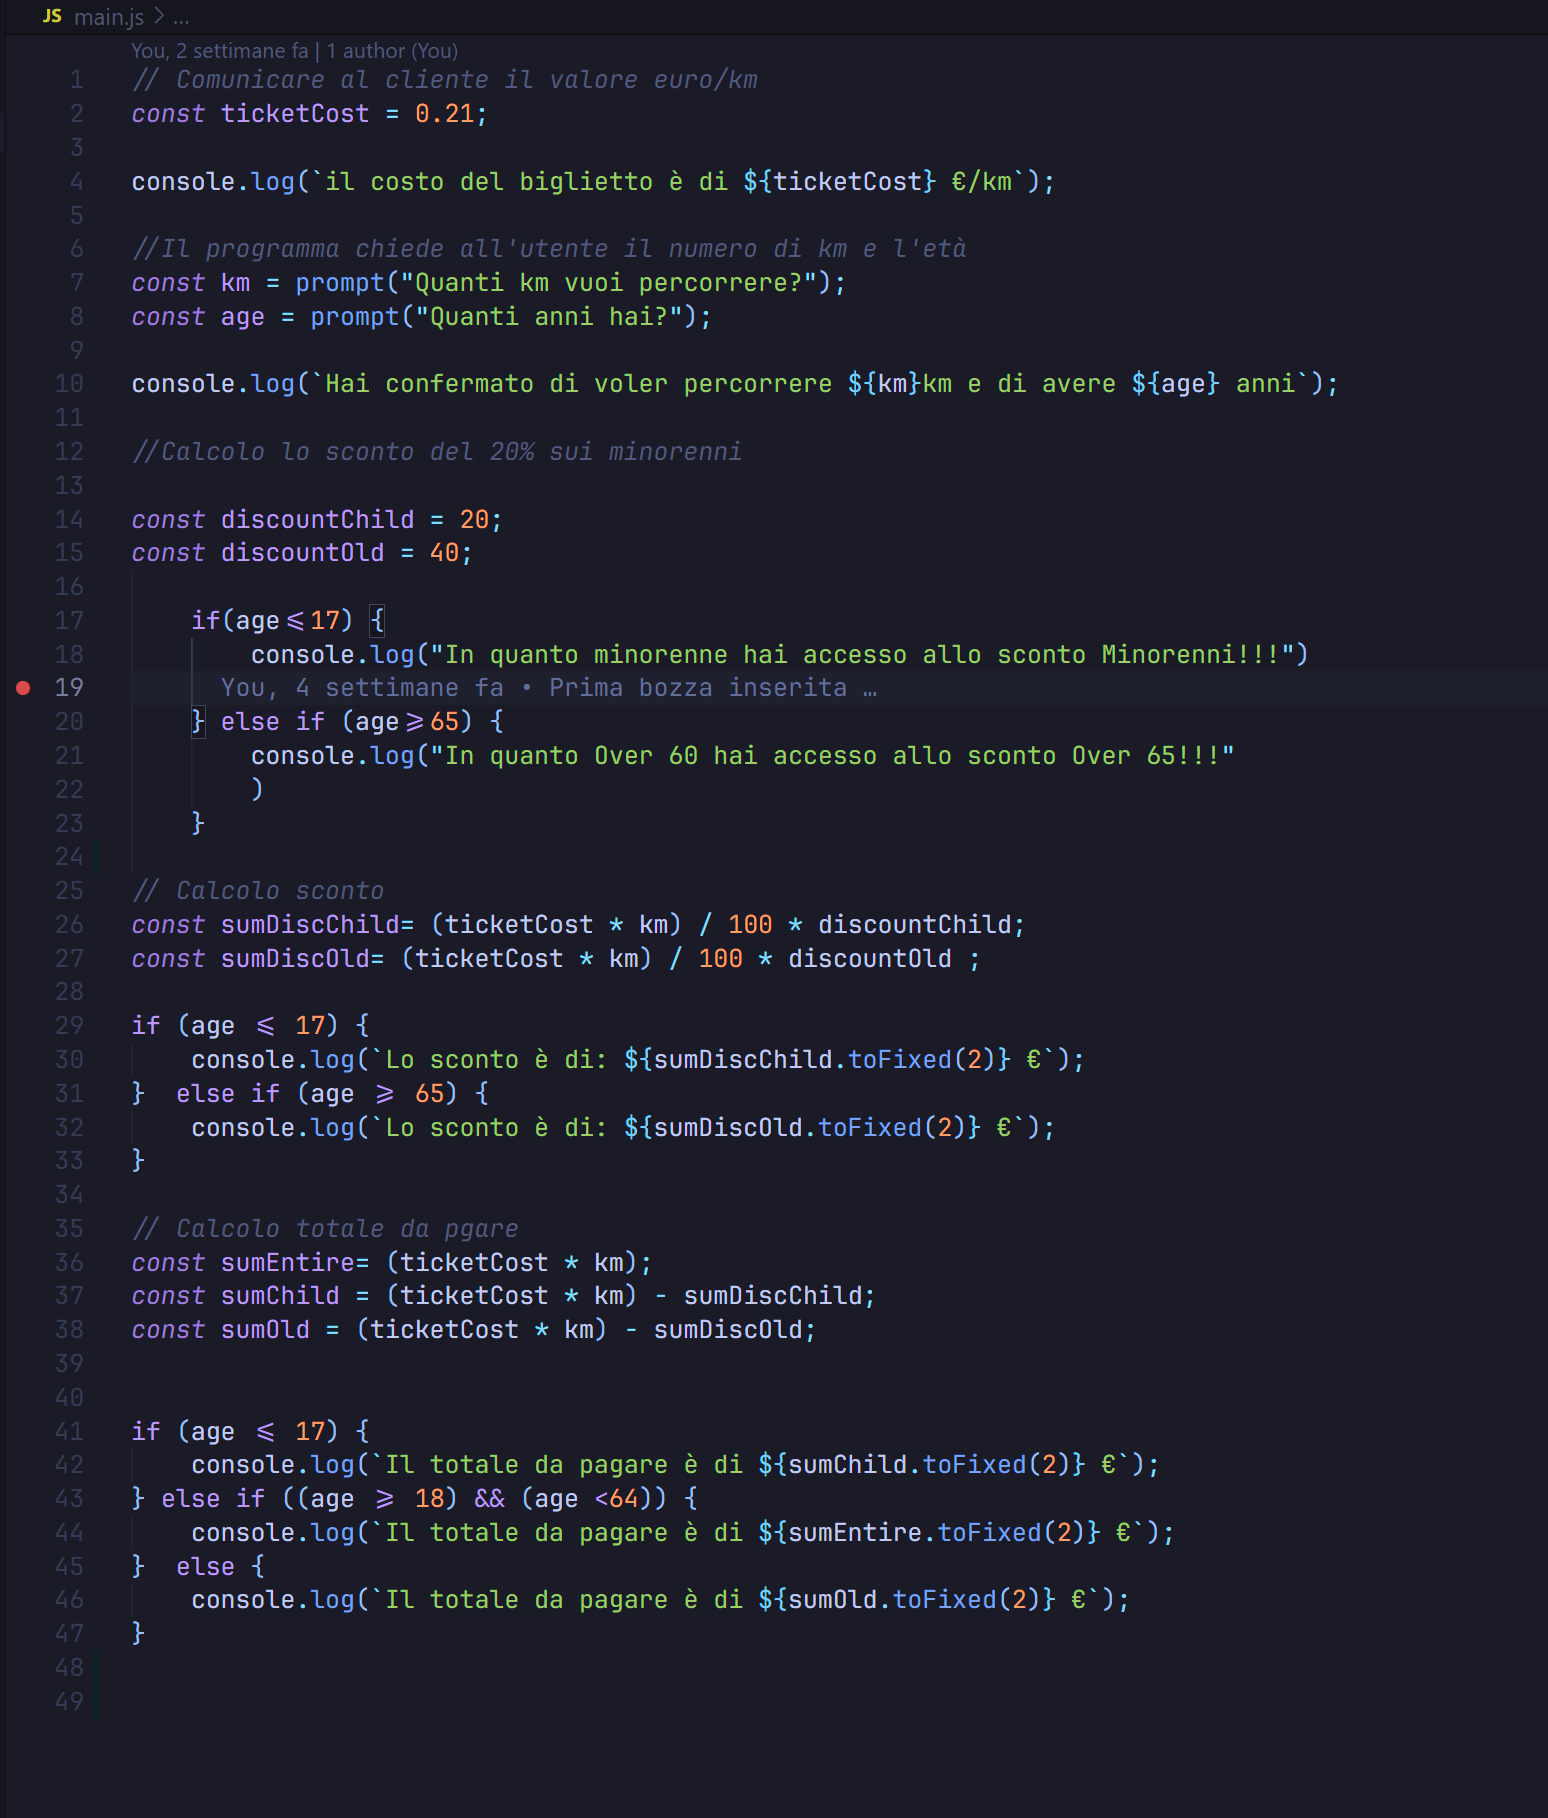 JS main.js > ...
You, 2 settimane fa | 1 author (You)
1 // Comunicare al cliente il valore euro/km
2 const ticketCost = 0.21;
3
4 console.log(`il costo del biglietto è di ${ticketCost} €/km`);
5
6 //Il programma chiede all'utente il numero di km e l'età
7 const km = prompt("Quanti km vuoi percorrere?");
8 const age = prompt("Quanti anni hai?");
9
10 console.log(`Hai confermato di voler percorrere ${km}km e di avere ${age} anni`);
11
12 //Calcolo lo sconto del 20% sui minorenni
13
14 const discountChild = 20;
15 const discountOld = 40;
16
17 if(age<=17) {
18 console.log("In quanto minorenne hai accesso allo sconto Minorenni!!!")
19 You, 4 settimane fa • Prima bozza inserita …
20 } else if (age>=65) {
21 console.log("In quanto Over 60 hai accesso allo sconto Over 65!!!"
22 )
23 }
24
25 // Calcolo sconto
26 const sumDiscChild= (ticketCost * km) / 100 * discountChild;
27 const sumDiscOld= (ticketCost * km) / 100 * discountOld ;
28
29 if (age <= 17) {
30 console.log(`Lo sconto è di: ${sumDiscChild.toFixed(2)} €`);
31 }  else if (age >= 65) {
32 console.log(`Lo sconto è di: ${sumDiscOld.toFixed(2)} €`);
33 }
34
35 // Calcolo totale da pgare
36 const sumEntire= (ticketCost * km);
37 const sumChild = (ticketCost * km) - sumDiscChild;
38 const sumOld = (ticketCost * km) - sumDiscOld;
39
40
41 if (age <= 17) {
42 console.log(`Il totale da pagare è di ${sumChild.toFixed(2)} €`);
43 } else if ((age >= 18) && (age <64)) {
44 console.log(`Il totale da pagare è di ${sumEntire.toFixed(2)} €`);
45 }  else {
46 console.log(`Il totale da pagare è di ${sumOld.toFixed(2)} €`);
47 }
48
49